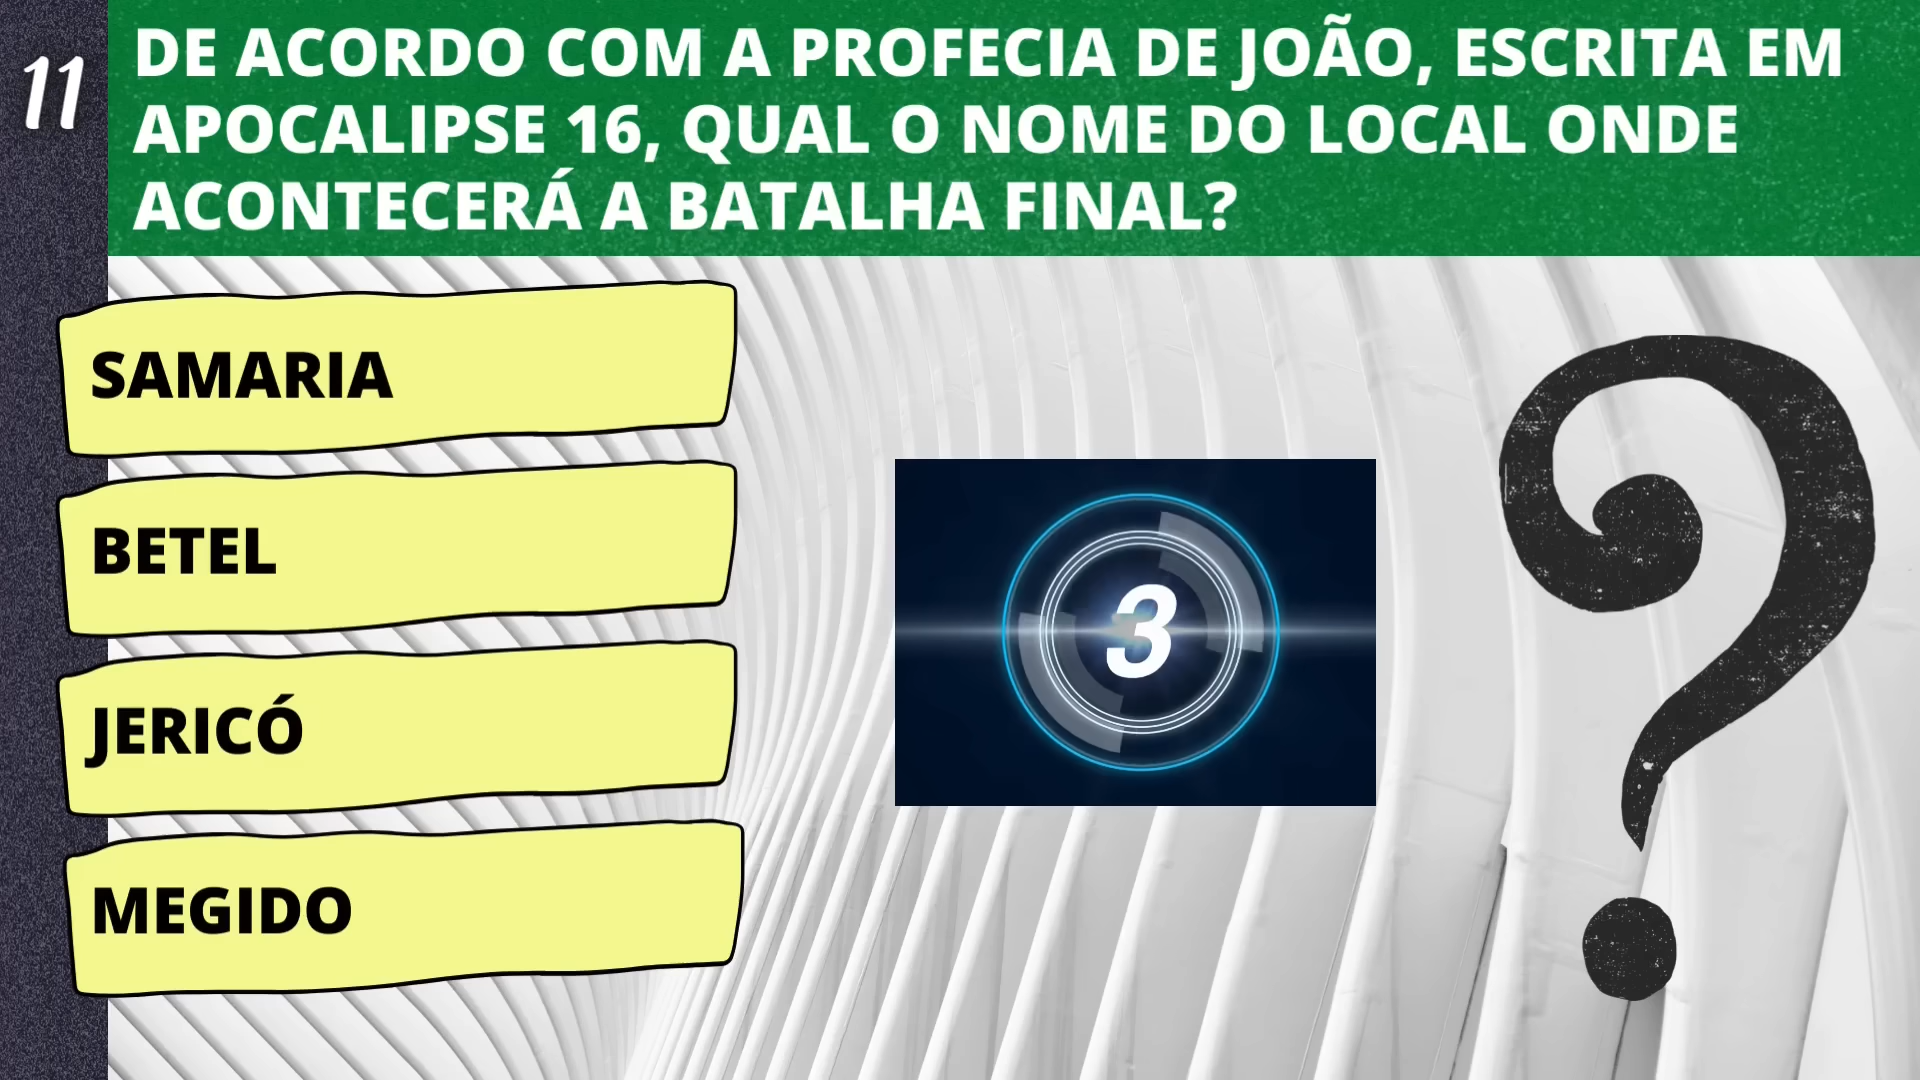 11
DE ACORDO COM A PROFECIA DE JOÃO, ESCRITA EM
APOCALIPSE 16, QUAL O NOME DO LOCAL ONDE
ACONTECERÁ A BATALHA FINAL?
SAMARIA
BETEL
JERICÓ
MEGIDO
3
?